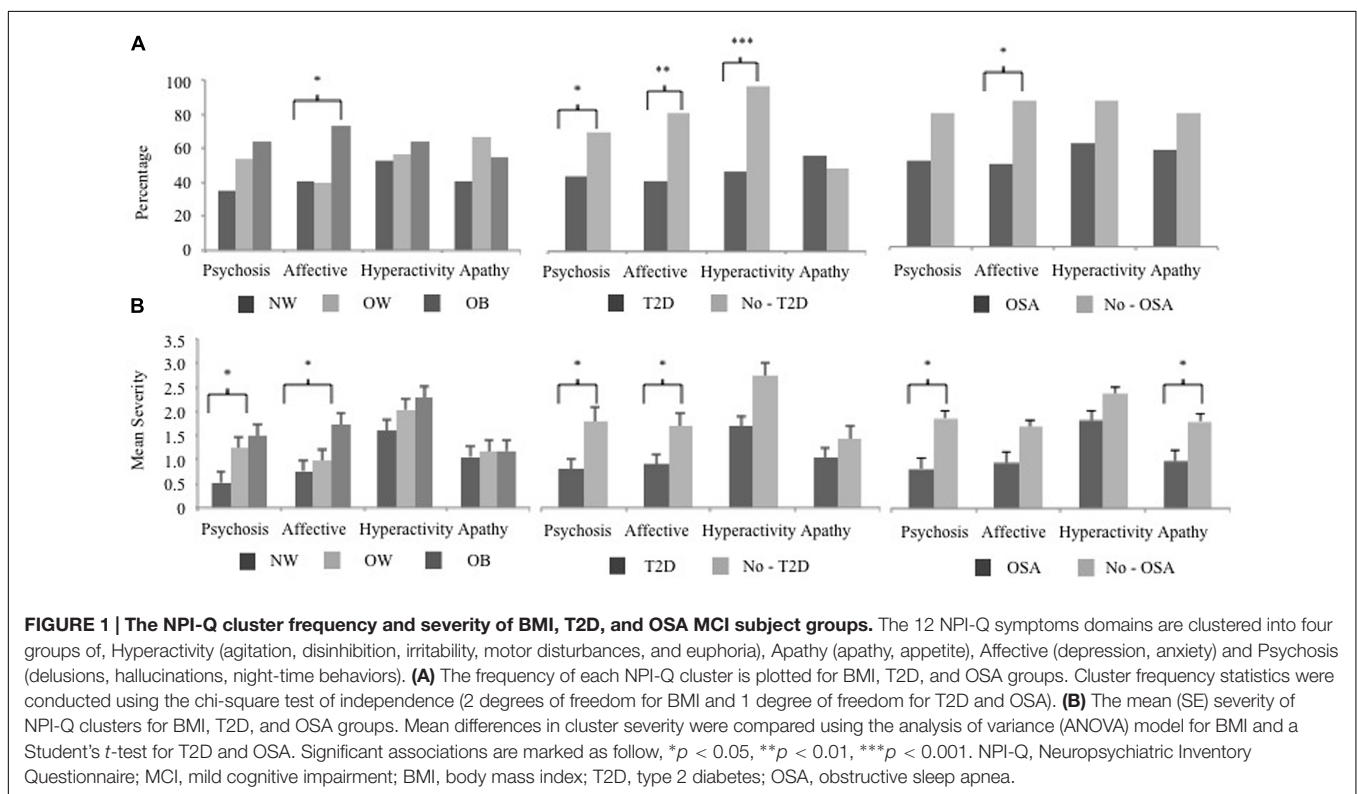 A
* * ** *** *
100
80
60
40
20
0
Percentage
Psychosis Affective Hyperactivity Apathy Psychosis Affective Hyperactivity Apathy Psychosis Affective Hyperactivity Apathy
NW OW OB T2D No - T2D OSA No - OSA
B
* * * * * *
3.5
3.0
2.5
2.0
1.5
1.0
0.5
0
Mean Severity
Psychosis Affective Hyperactivity Apathy Psychosis Affective Hyperactivity Apathy Psychosis Affective Hyperactivity Apathy
NW OW OB T2D No - T2D OSA No - OSA
FIGURE 1 | The NPI-Q cluster frequency and severity of BMI, T2D, and OSA MCI subject groups. The 12 NPI-Q symptoms domains are clustered into four
groups of, Hyperactivity (agitation, disinhibition, irritability, motor disturbances, and euphoria), Apathy (apathy, appetite), Affective (depression, anxiety) and Psychosis
(delusions, hallucinations, night-time behaviors). (A) The frequency of each NPI-Q cluster is plotted for BMI, T2D, and OSA groups. Cluster frequency statistics were
conducted using the chi-square test of independence (2 degrees of freedom for BMI and 1 degree of freedom for T2D and OSA). (B) The mean (SE) severity of
NPI-Q clusters for BMI, T2D, and OSA groups. Mean differences in cluster severity were compared using the analysis of variance (ANOVA) model for BMI and a
Student's t-test for T2D and OSA. Significant associations are marked as follow, *p < 0.05, **p < 0.01, ***p < 0.001. NPI-Q, Neuropsychiatric Inventory
Questionnaire; MCI, mild cognitive impairment; BMI, body mass index; T2D, type 2 diabetes; OSA, obstructive sleep apnea.